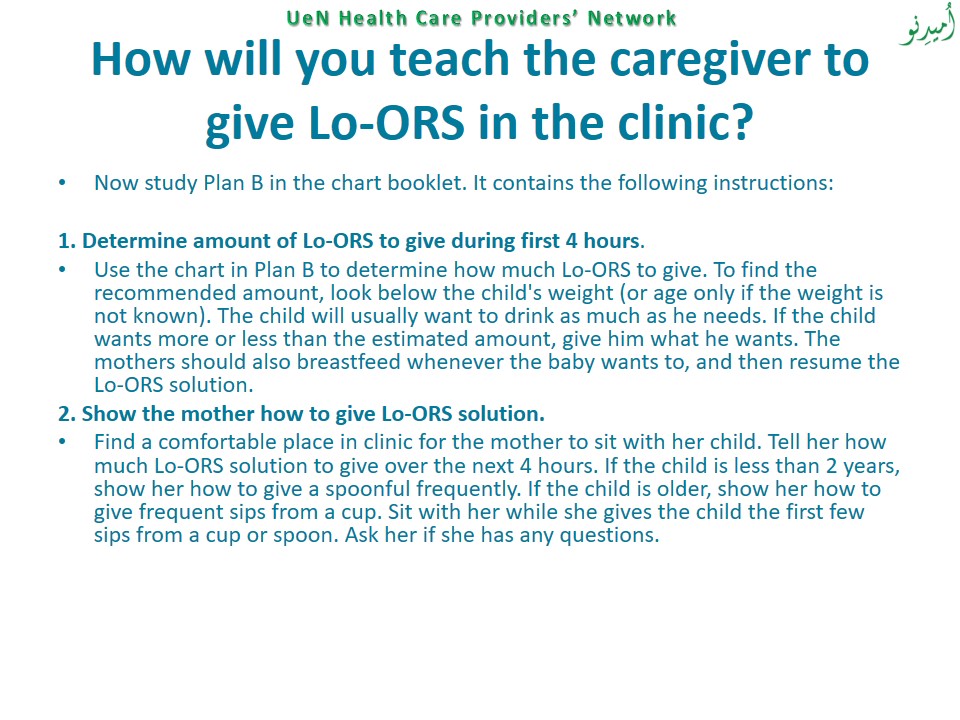 UeN Health Care Providers’ Network
اُميدِنو
How will you teach the caregiver to
give Lo-ORS in the clinic?
• Now study Plan B in the chart booklet. It contains the following instructions:
1. Determine amount of Lo-ORS to give during first 4 hours.
• Use the chart in Plan B to determine how much Lo-ORS to give. To find the
recommended amount, look below the child's weight (or age only if the weight is
not known). The child will usually want to drink as much as he needs. If the child
wants more or less than the estimated amount, give him what he wants. The
mothers should also breastfeed whenever the baby wants to, and then resume the
Lo-ORS solution.
2. Show the mother how to give Lo-ORS solution.
• Find a comfortable place in clinic for the mother to sit with her child. Tell her how
much Lo-ORS solution to give over the next 4 hours. If the child is less than 2 years,
show her how to give a spoonful frequently. If the child is older, show her how to
give frequent sips from a cup. Sit with her while she gives the child the first few
sips from a cup or spoon. Ask her if she has any questions.